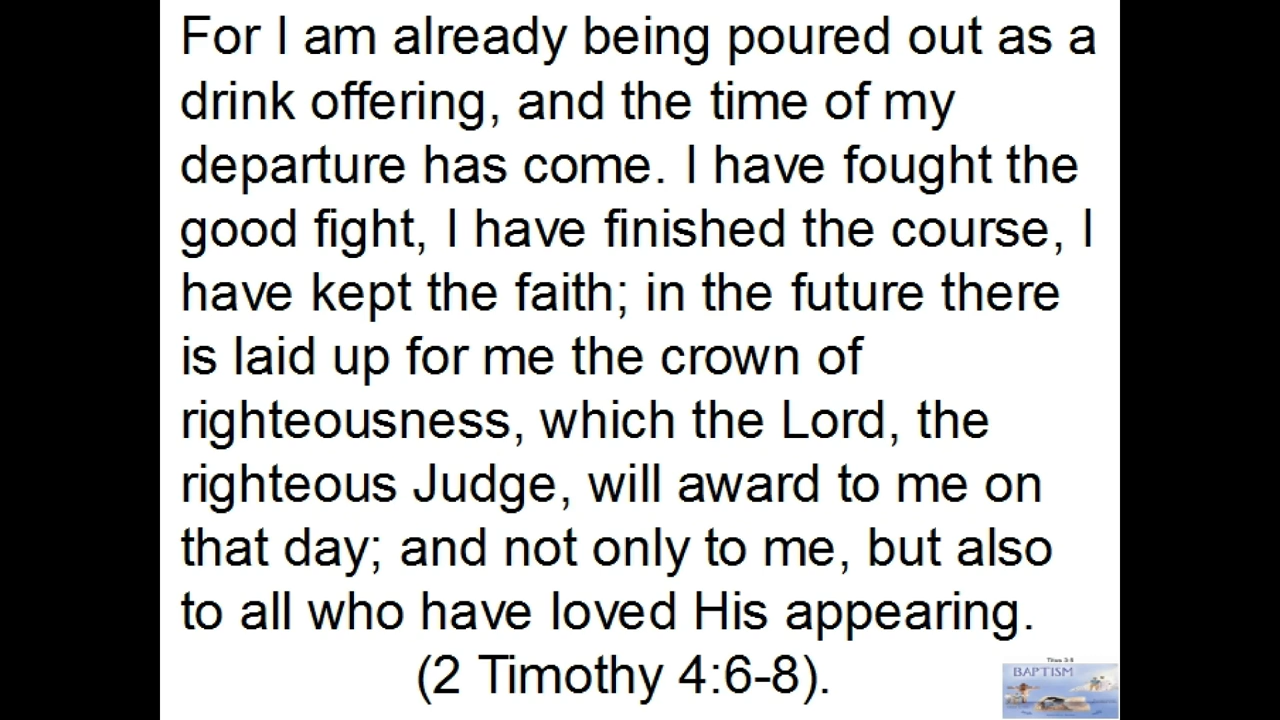 For I am already being poured out as a
drink offering, and the time of my
departure has come. I have fought the
good fight, I have finished the course, I
have kept the faith; in the future there
is laid up for me the crown of
righteousness, which the Lord, the
righteous Judge, will award to me on
that day; and not only to me, but also
to all who have loved His appearing.
(2 Timothy 4:6-8).
BAPTISM